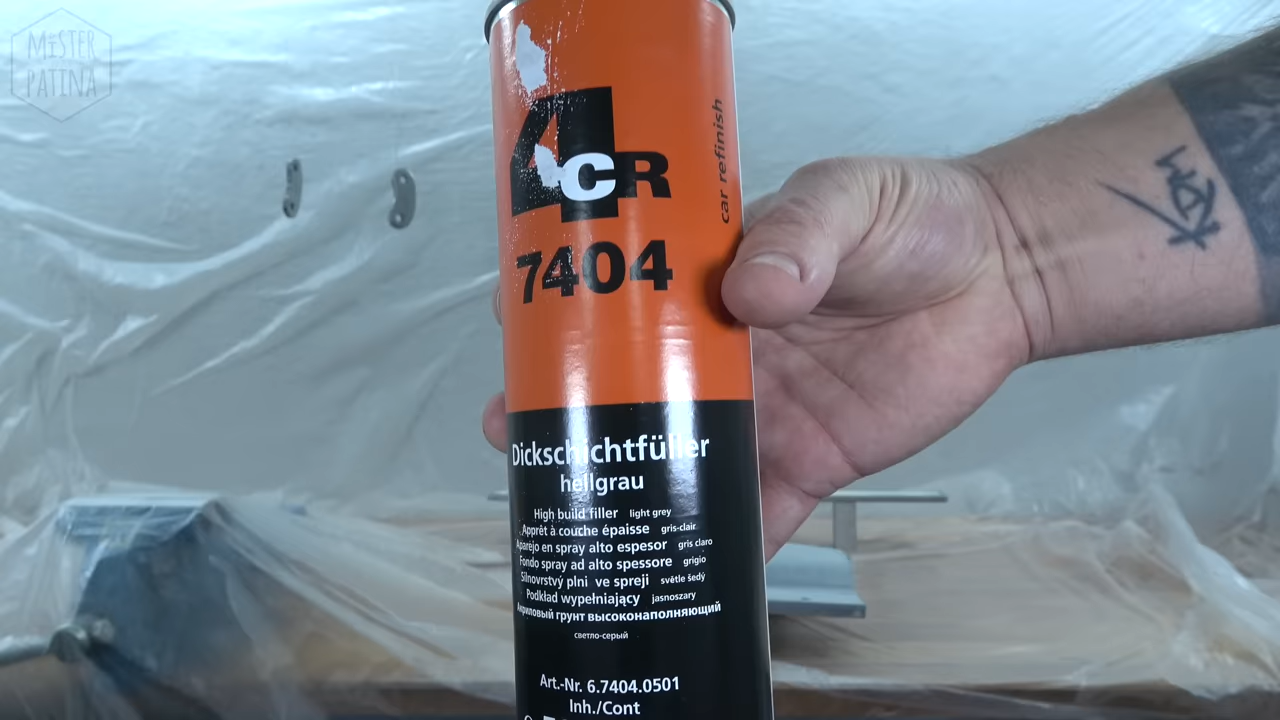 MiSTER
PATINA
4CR
car refinish
7404
Dickschichtfüller
hellgrau
High build filler light grey
Apprêt à couche épaisse gris-clair
Aparejo en spray alto espesor gris claro
Fondo spray ad alto spessore grigio
Silnovrstvý plni ve spreji světle šedý
Podkład wypełniający jasnoszary
Акриловый грунт высоконаполняющий
светло-серый
Art.-Nr. 6.7404.0501
Inh./Cont